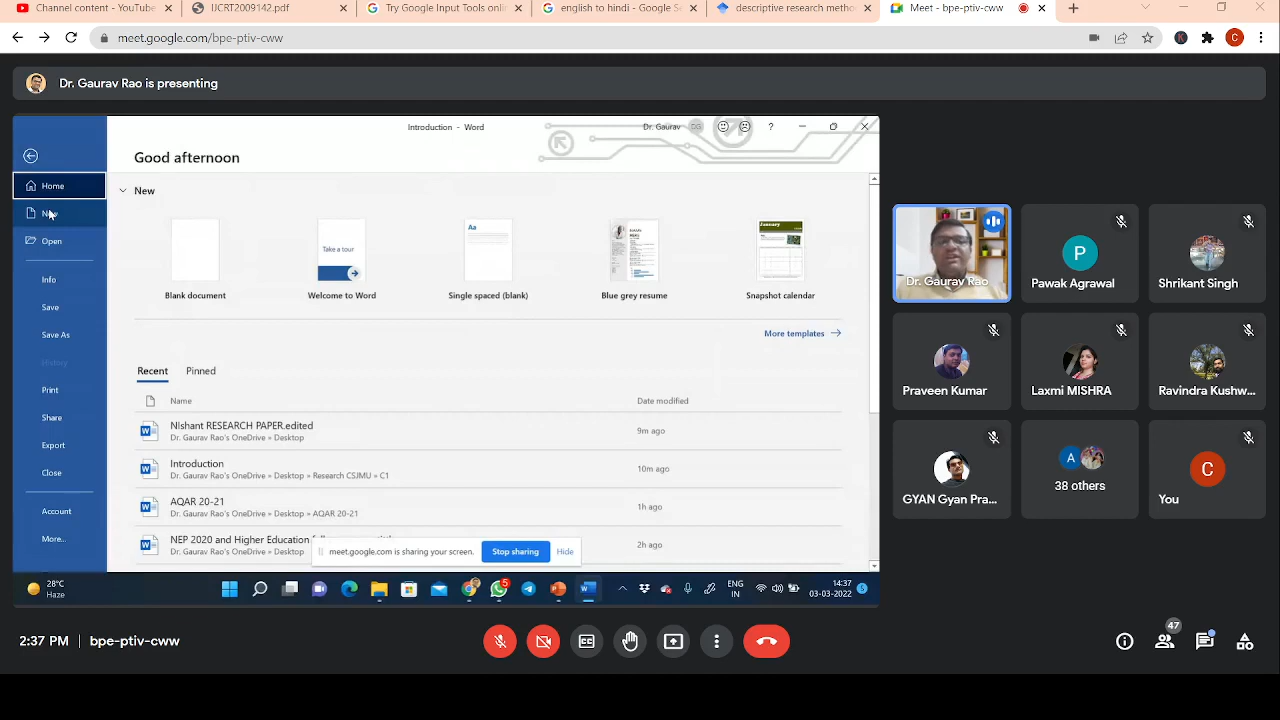 Channel content - YouTube
IJCRT2009142.pdf
Try Google Input Tools online
english to hindi - Google Se
descriptive research metho
Meet - bpe-ptiv-cww
meet.google.com/bpe-ptiv-cww
K
C
Dr. Gaurav Rao is presenting
Introduction - Word
Dr. Gaurav
?
Good afternoon
Home
New
Open
Info
Save
Save As
History
Print
Share
Export
Close
Account
More...
New
Take a tour
Aa
January
Blank document
Welcome to Word
Single spaced (blank)
Blue grey resume
Snapshot calendar
More templates
Recent
Pinned
Name
Date modified
NIshant RESEARCH PAPER.edited
9m ago
Dr. Gaurav Rao's OneDrive » Desktop
Introduction
10m ago
Dr. Gaurav Rao's OneDrive » Desktop » Research CSJMU » C1
AQAR 20-21
1h ago
Dr. Gaurav Rao's OneDrive » Desktop » AQAR 20-21
NEP 2020 and Higher Education
2h ago
meet.google.com is sharing your screen.
Stop sharing
Hide
28°C
Haze
5
ENG
IN
14:37
03-03-2022
5
Dr. Gaurav Rao
P
Pawak Agrawal
Shrikant Singh
Praveen Kumar
Laxmi MISHRA
Ravindra Kushw...
GYAN Gyan Pra...
A
38 others
C
You
2:37 PM
bpe-ptiv-cww
47